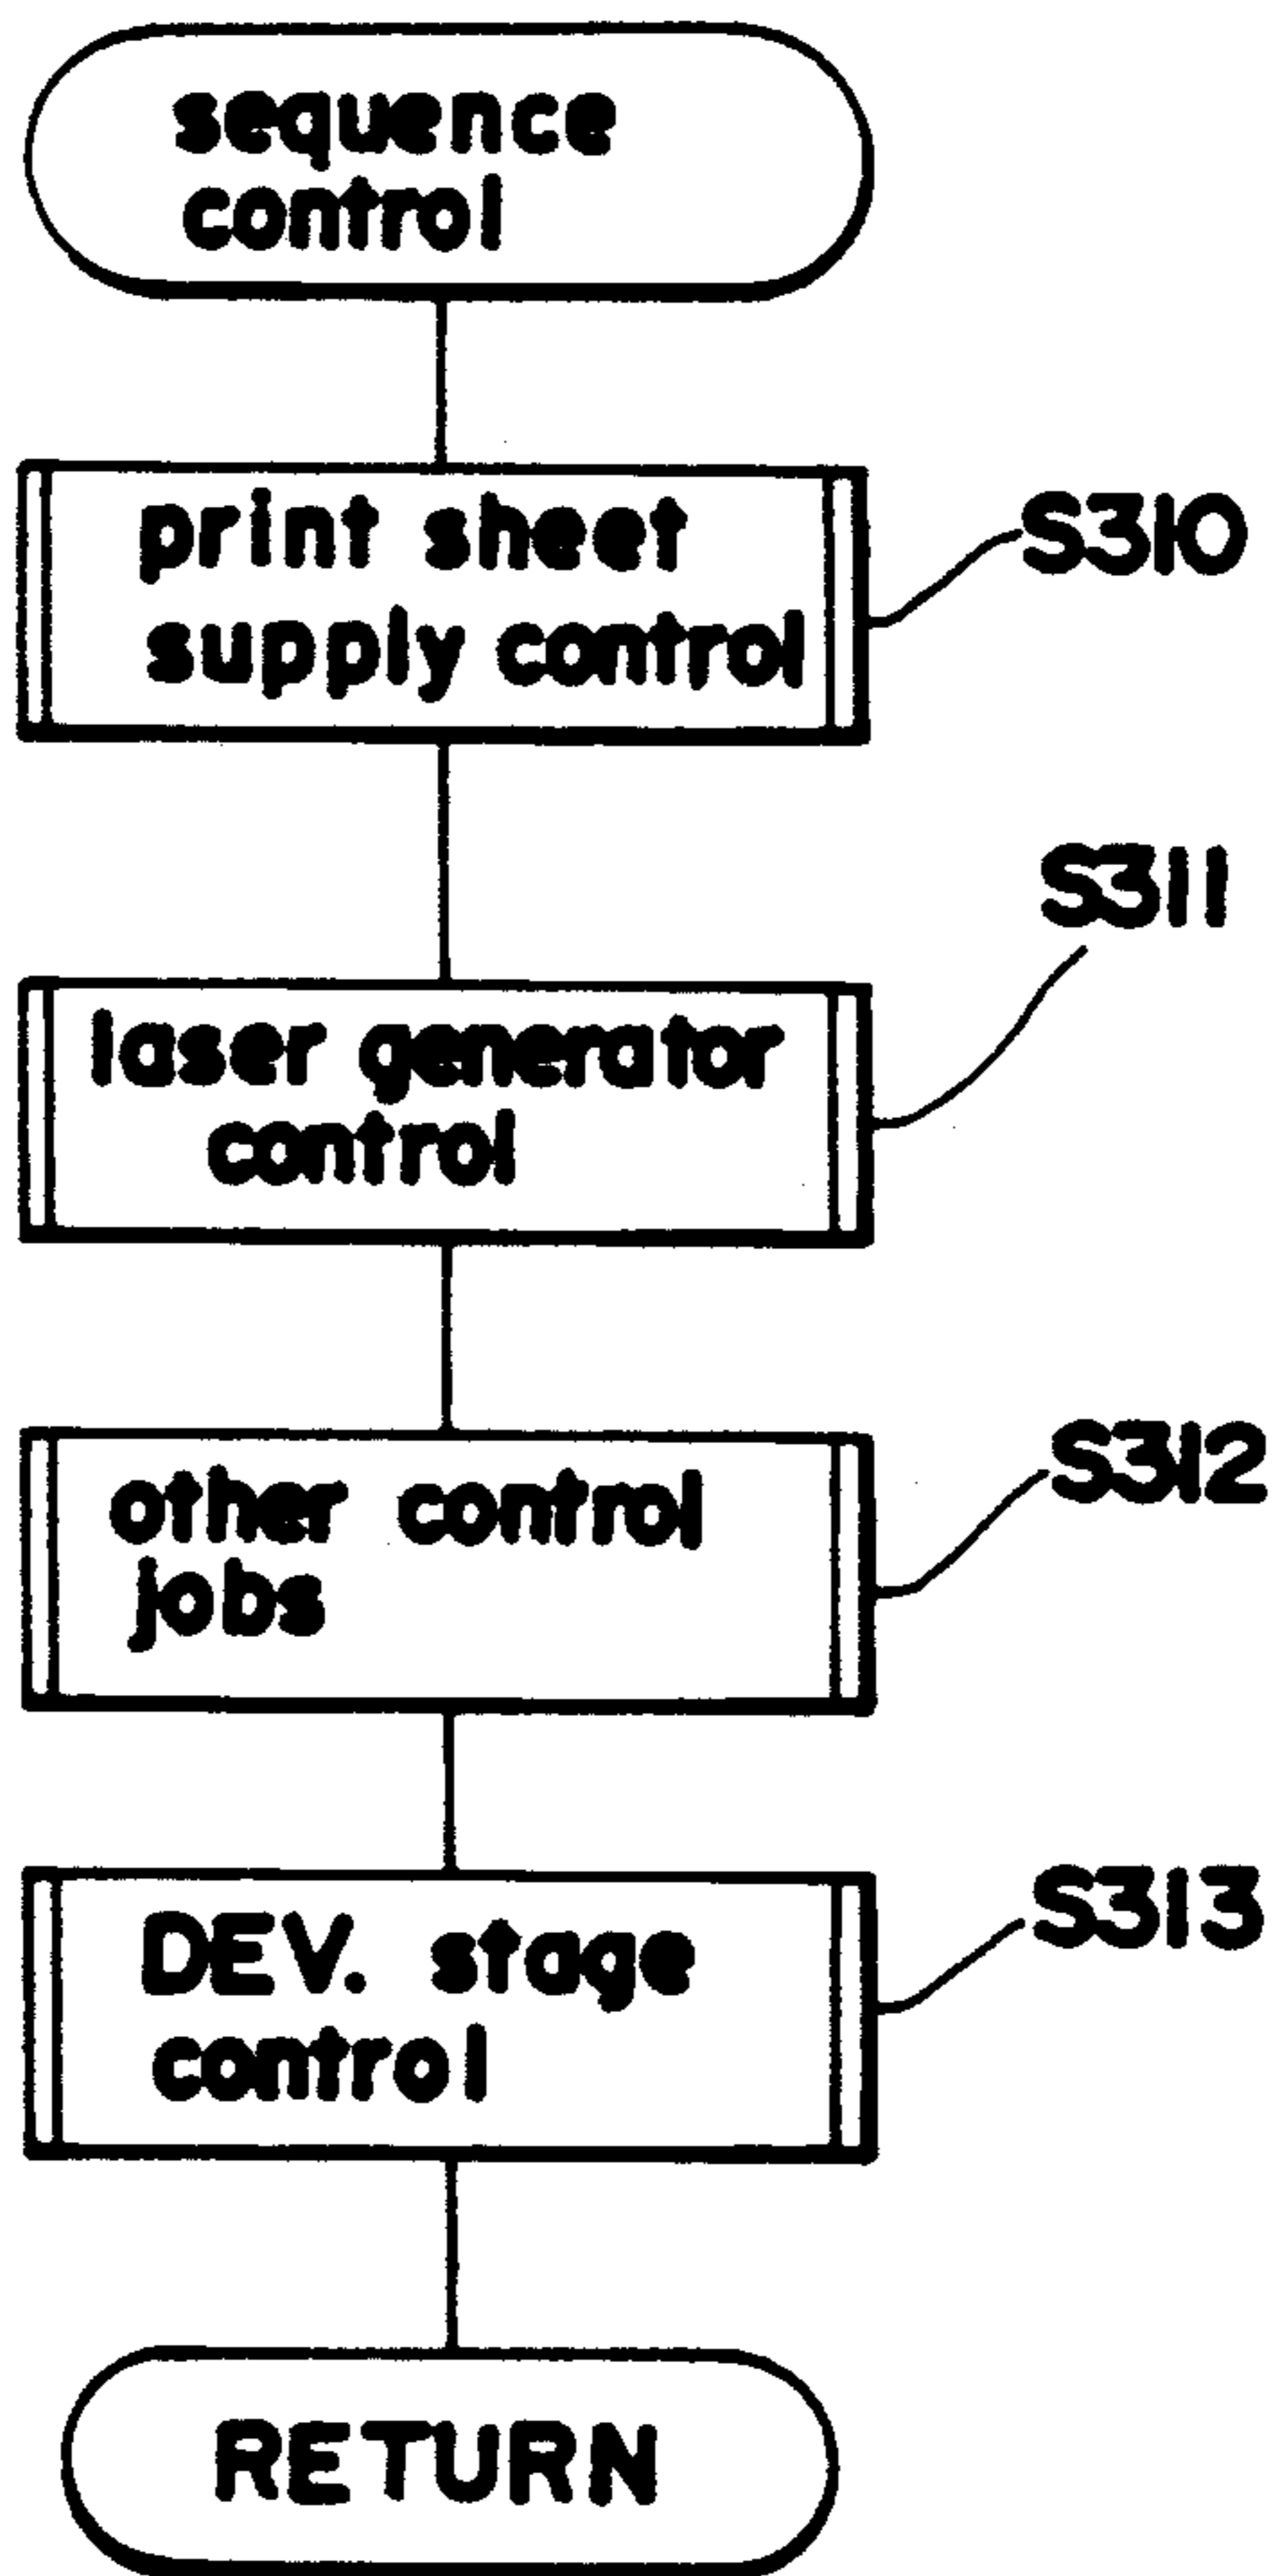 sequence
control
print sheet
supply control
S310
S311
laser generator
control
other control
jobs
S312
DEV. stage
control
S313
RETURN